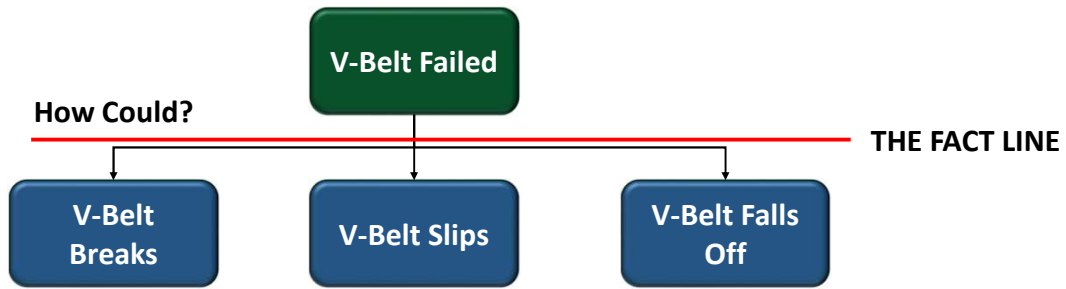 V-Belt Failed
How Could?
THE FACT LINE
V-Belt
Breaks
V-Belt Slips
V-Belt Falls
Off